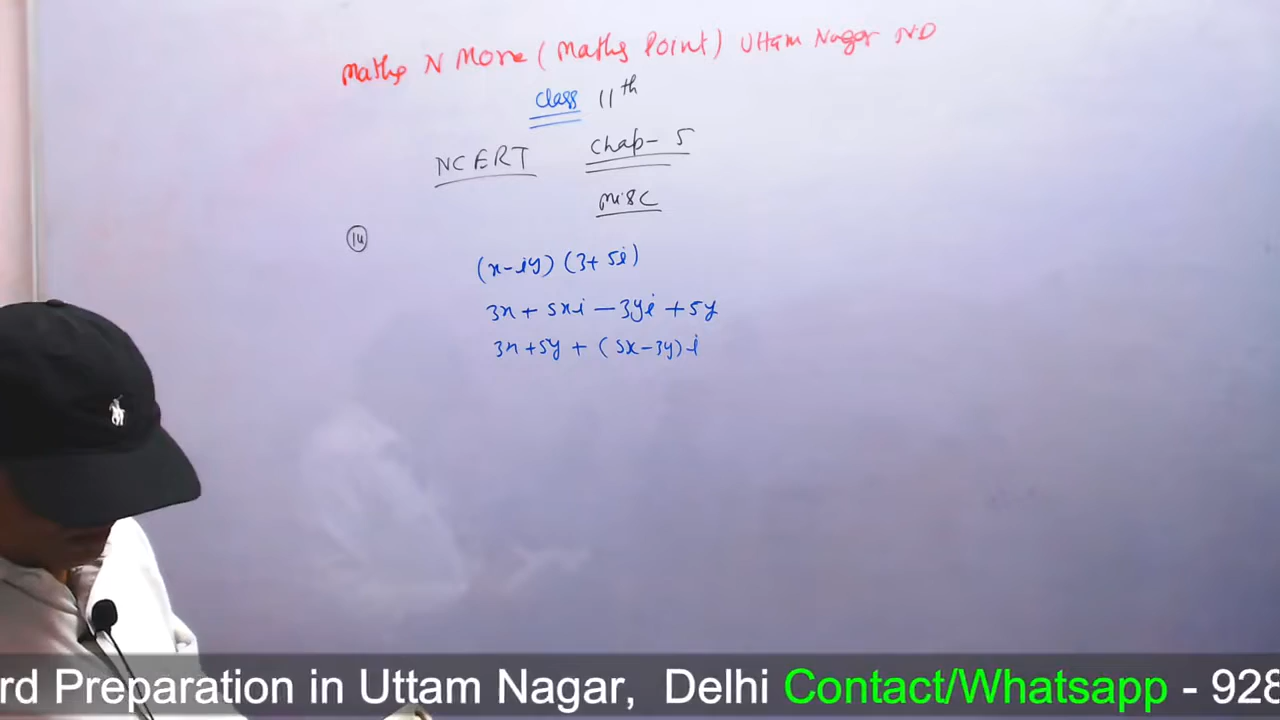 Maths N More (Maths Point) Uttam Nagar ND
Class 11th
NCERT Chap- 5
Misc
14
(x-iy) (3+5i)
3x + 5xi - 3yi + 5y
3x + 5y + (5x-3y) i
rd Preparation in Uttam Nagar, Delhi Contact/Whatsapp - 928